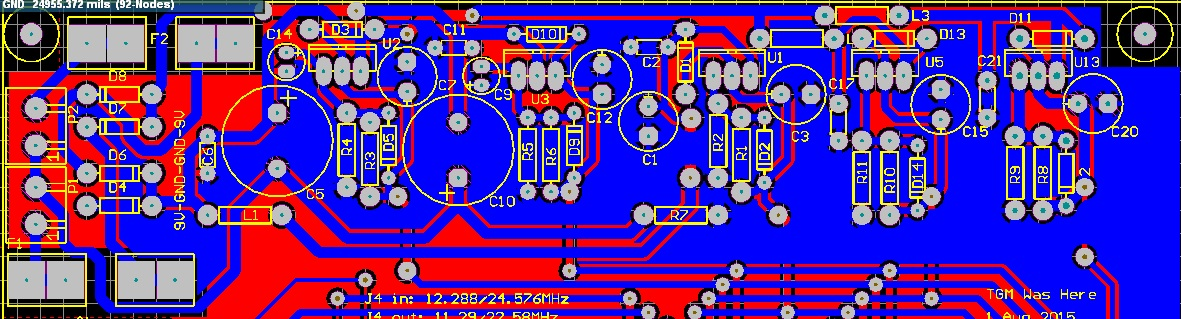 GND 24955.372 mils (92-Nodes)
F2
C14
D3
U2
C11
D10
C2
D1
U1
L3
D13
D11
U5
C21
U13
D8
P2
D7
C7
C9
U3
C12
C17
C3
C15
C20
9V-GND-GND-9V
C6
R4
R3
D5
R5
R6
D9
C1
R2
R1
D2
R11
R10
D14
R9
R8
2
D6
P1
D4
1
1
C5
C10
L1
R7
F1
J4 in: 12.288/24.576MHz
TGM Was Here
J4 out: 11.29/22.58MHz
1 Aug 2015